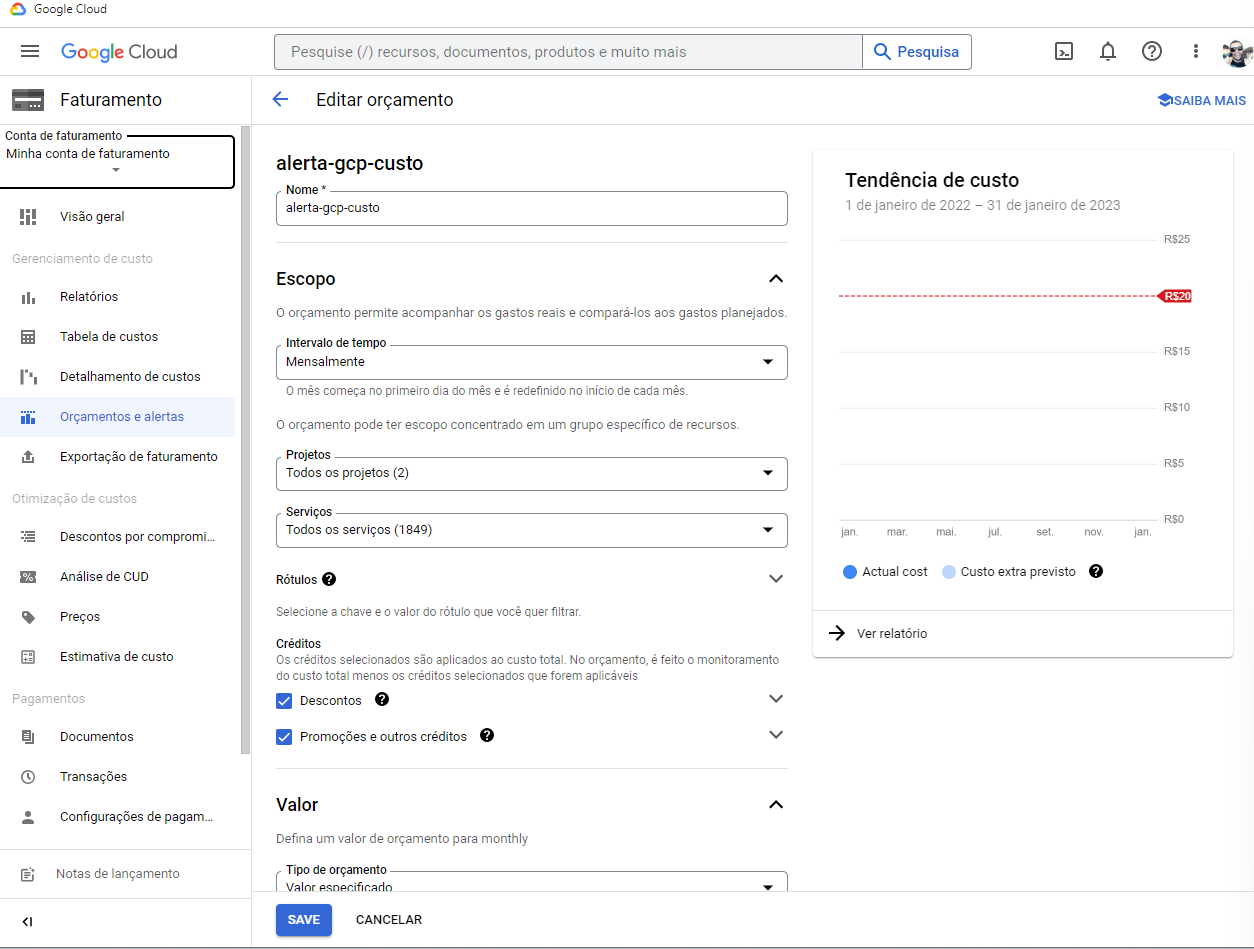 Google Cloud
Google Cloud
Pesquise (/) recursos, documentos, produtos e muito mais
Pesquisa
Faturamento
Editar orçamento
SAIBA MAIS
Conta de faturamento
Minha conta de faturamento
Visão geral
Gerenciamento de custo
Relatórios
Tabela de custos
Detalhamento de custos
Orçamentos e alertas
Exportação de faturamento
Otimização de custos
Descontos por compromi...
Análise de CUD
Preços
Estimativa de custo
Pagamentos
Documentos
Transações
Configurações de pagam...
Notas de lançamento
alerta-gcp-custo
Nome *
alerta-gcp-custo
Escopo
O orçamento permite acompanhar os gastos reais e compará-los aos gastos planejados.
Intervalo de tempo
Mensalmente
O mês começa no primeiro dia do mês e é redefinido no início de cada mês.
O orçamento pode ter escopo concentrado em um grupo específico de recursos.
Projetos
Todos os projetos (2)
Serviços
Todos os serviços (1849)
Rótulos
Selecione a chave e o valor do rótulo que você quer filtrar.
Créditos
Os créditos selecionados são aplicados ao custo total. No orçamento, é feito o monitoramento
do custo total menos os créditos selecionados que forem aplicáveis
Descontos
Promoções e outros créditos
Valor
Defina um valor de orçamento para monthly
Tipo de orçamento
Valor especificado
SAVE
CANCELAR
Tendência de custo
1 de janeiro de 2022 – 31 de janeiro de 2023
R$25
R$20
R$15
R$10
R$5
R$0
jan. mar. mai. jul. set. nov. jan.
Actual cost
Custo extra previsto
Ver relatório